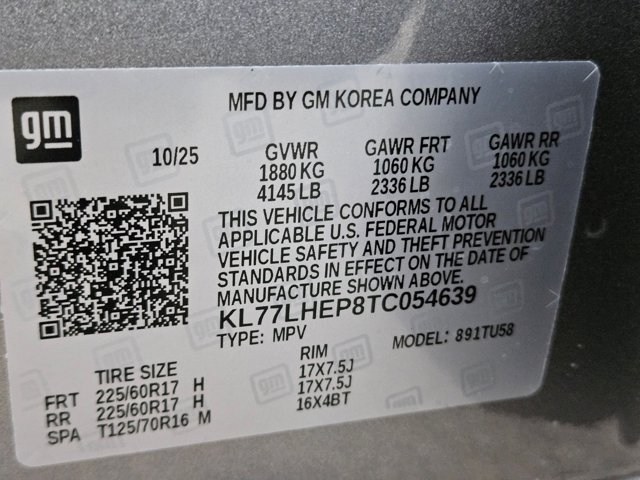 gm
MFD BY GM KOREA COMPANY
10/25
GVWR GAWR FRT GAWR RR
1880 KG 1060 KG 1060 KG
4145 LB 2336 LB 2336 LB
THIS VEHICLE CONFORMS TO ALL
APPLICABLE U.S. FEDERAL MOTOR
VEHICLE SAFETY AND THEFT PREVENTION
STANDARDS IN EFFECT ON THE DATE OF
MANUFACTURE SHOWN ABOVE.
KL77LHEP8TC054639
TYPE: MPV MODEL: 891TU58
TIRE SIZE RIM
FRT 225/60R17 H 17X7.5J
RR 225/60R17 H 17X7.5J
SPA T125/70R16 M 16X4BT